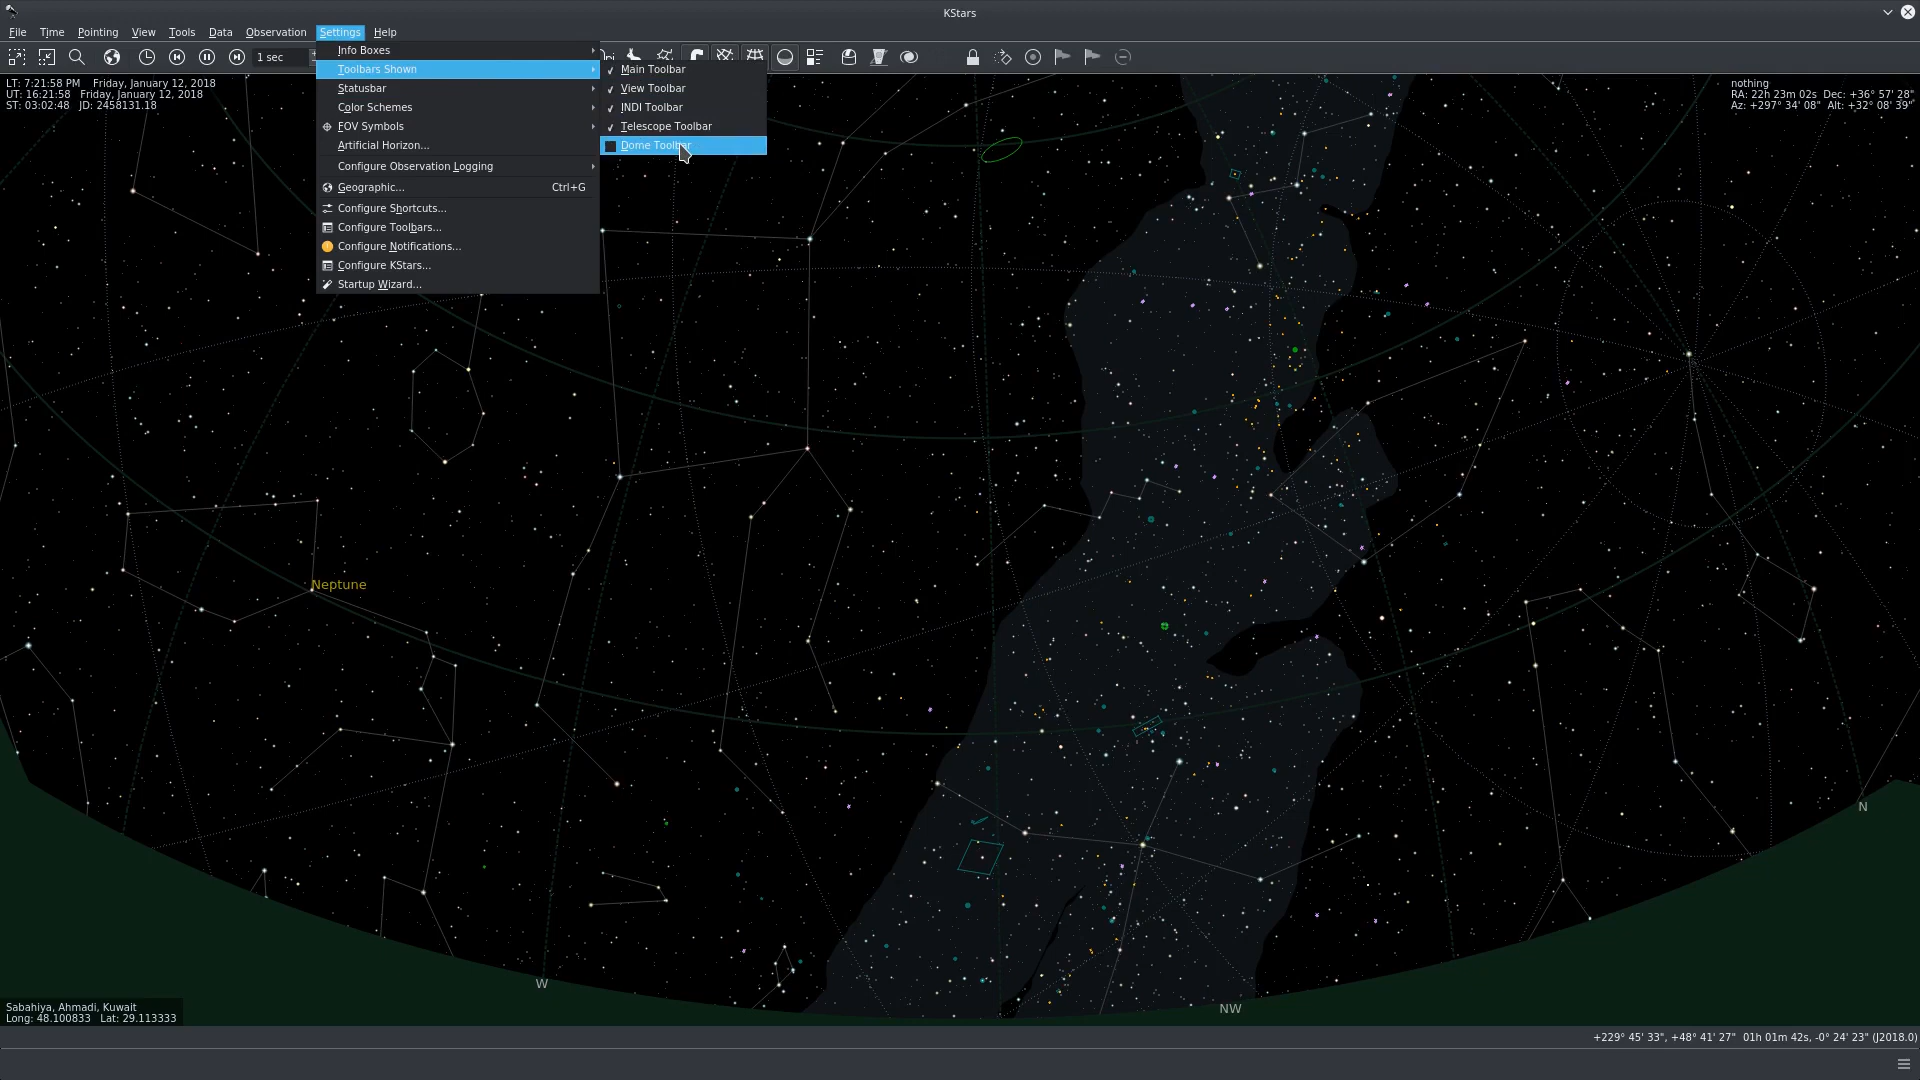 KStars
File Time Pointing View Tools Data Observation Settings Help
1 sec
Info Boxes
Toolbars Shown
Statusbar
Color Schemes
FOV Symbols
Artificial Horizon...
Configure Observation Logging
Geographic... Ctrl+G
Configure Shortcuts...
Configure Toolbars...
Configure Notifications...
Configure KStars...
Startup Wizard...
Main Toolbar
View Toolbar
INDI Toolbar
Telescope Toolbar
Dome Toolbar
LT: 7:21:58 PM Friday, January 12, 2018
UT: 16:21:58 Friday, January 12, 2018
ST: 03:02:48 JD: 2458131.18
nothing
RA: 22h 23m 02s Dec: +36° 57' 28"
Az: +297° 34' 08" Alt: +32° 08' 39"
Neptune
N
W
NW
Sabahiya, Ahmadi, Kuwait
Long: 48.100833 Lat: 29.113333
+229° 45' 33", +48° 41' 27" 01h 01m 42s, -0° 24' 23" (J2018.0)